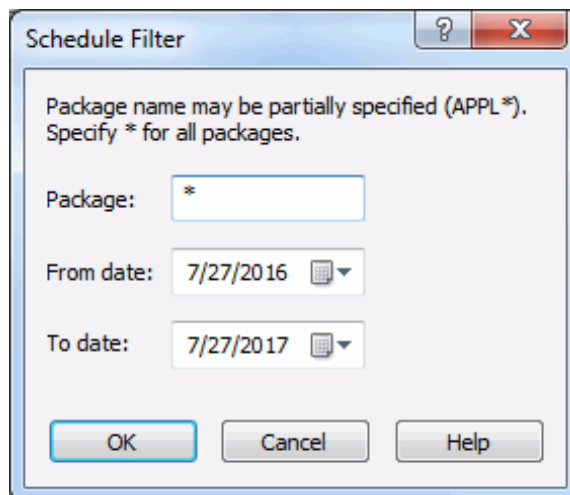 Schedule Filter
Package name may be partially specified (APPL*).
Specify * for all packages.
Package: *
From date: 7/27/2016
To date: 7/27/2017
OK Cancel Help